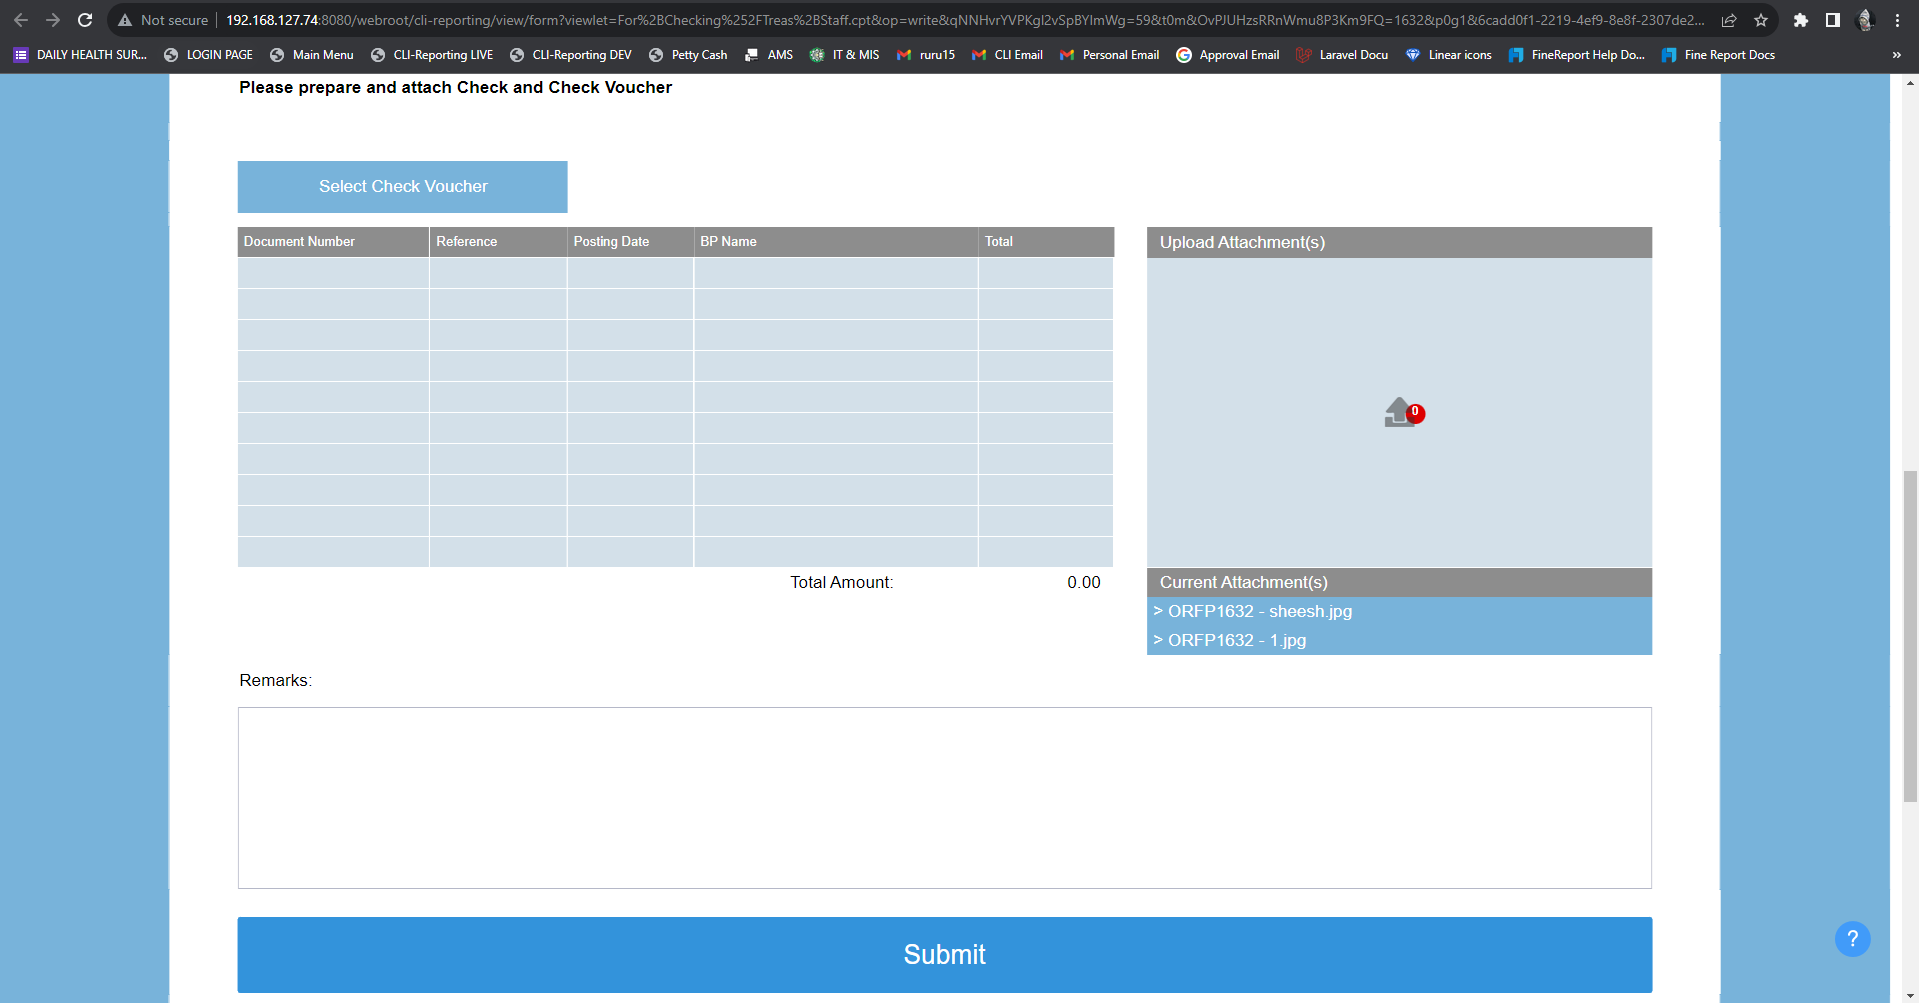 Not secure 192.168.127.74:8080/webroot/cli-reporting/view/form?viewlet=For%2BChecking%252FTreas%2BStaff.cpt&op=write&qNNHvrYVPKgl2vSpBYlmWg=59&t0m&OvPJUHzsRRnWmu8P3Km9FQ=1632&p0g1&6cadd0f1-2219-4ef9-8e8f-2307de2...
DAILY HEALTH SUR... LOGIN PAGE Main Menu CLI-Reporting LIVE CLI-Reporting DEV Petty Cash AMS IT & MIS ruru15 CLI Email Personal Email Approval Email Laravel Docu Linear icons FineReport Help Do... Fine Report Docs »
Please prepare and attach Check and Check Voucher
Select Check Voucher
Document Number Reference Posting Date BP Name Total
Upload Attachment(s)
0
Total Amount: 0.00
Current Attachment(s)
> ORFP1632 - sheesh.jpg
> ORFP1632 - 1.jpg
Remarks:
Submit
?